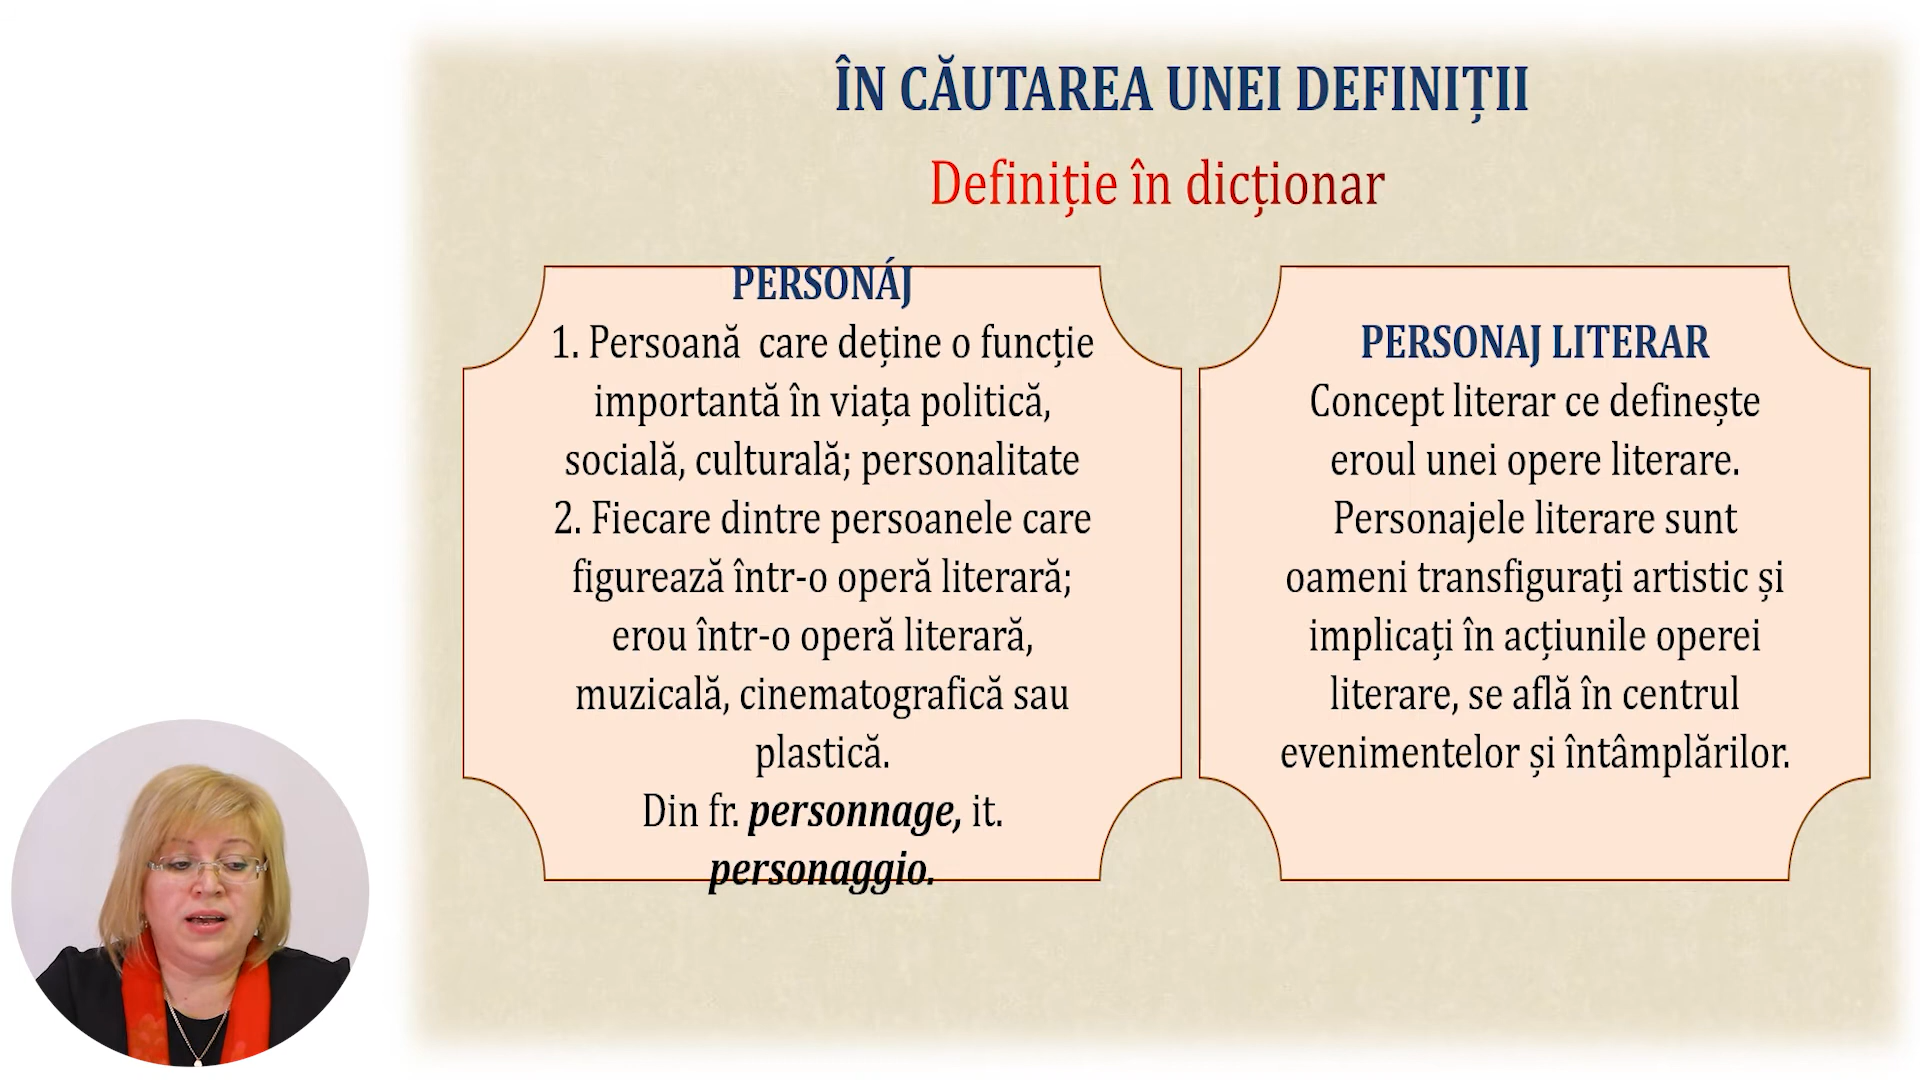 ÎN CĂUTAREA UNEI DEFINIȚII
Definiție în dicționar
PERSONÁJ
1. Persoană care deține o funcție
importantă în viața politică,
socială, culturală; personalitate
2. Fiecare dintre persoanele care
figurează într-o operă literară;
erou într-o operă literară,
muzicală, cinematografică sau
plastică.
Din fr. personnage, it.
personaggio.
PERSONAJ LITERAR
Concept literar ce definește
eroul unei opere literare.
Personajele literare sunt
oameni transfigurați artistic și
implicați în acțiunile operei
literare, se află în centrul
evenimentelor și întâmplărilor.